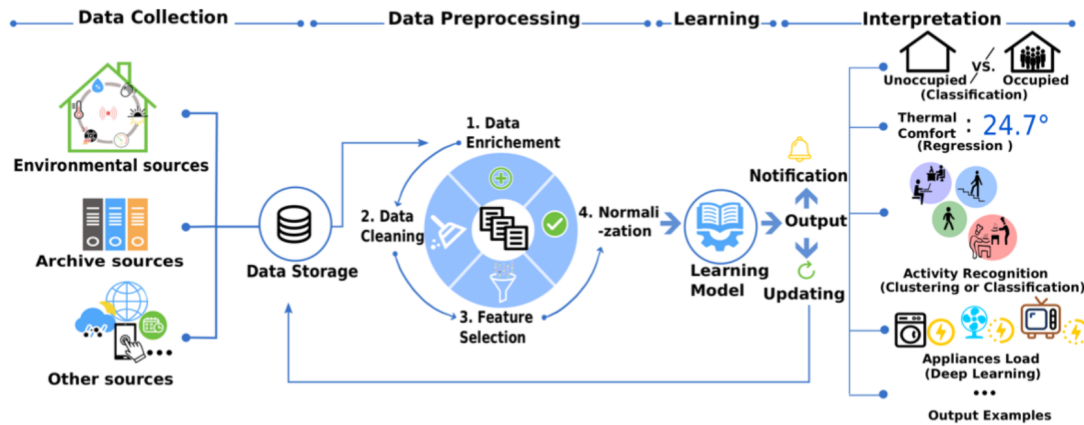 Data Collection
Data Preprocessing
Learning
Interpretation
Environmental sources
Archive sources
Other sources
Data Storage
1. Data
Enrichement
2. Data
Cleaning
3. Feature
Selection
4. Normali
-zation
Learning
Model
Notification
Output
Updating
Unoccupied VS. Occupied
(Classification)
Thermal
Comfort : 24.7°
(Regression )
Activity Recognition
(Clustering or Classification)
Appliances Load
(Deep Learning)
•••
Output Examples